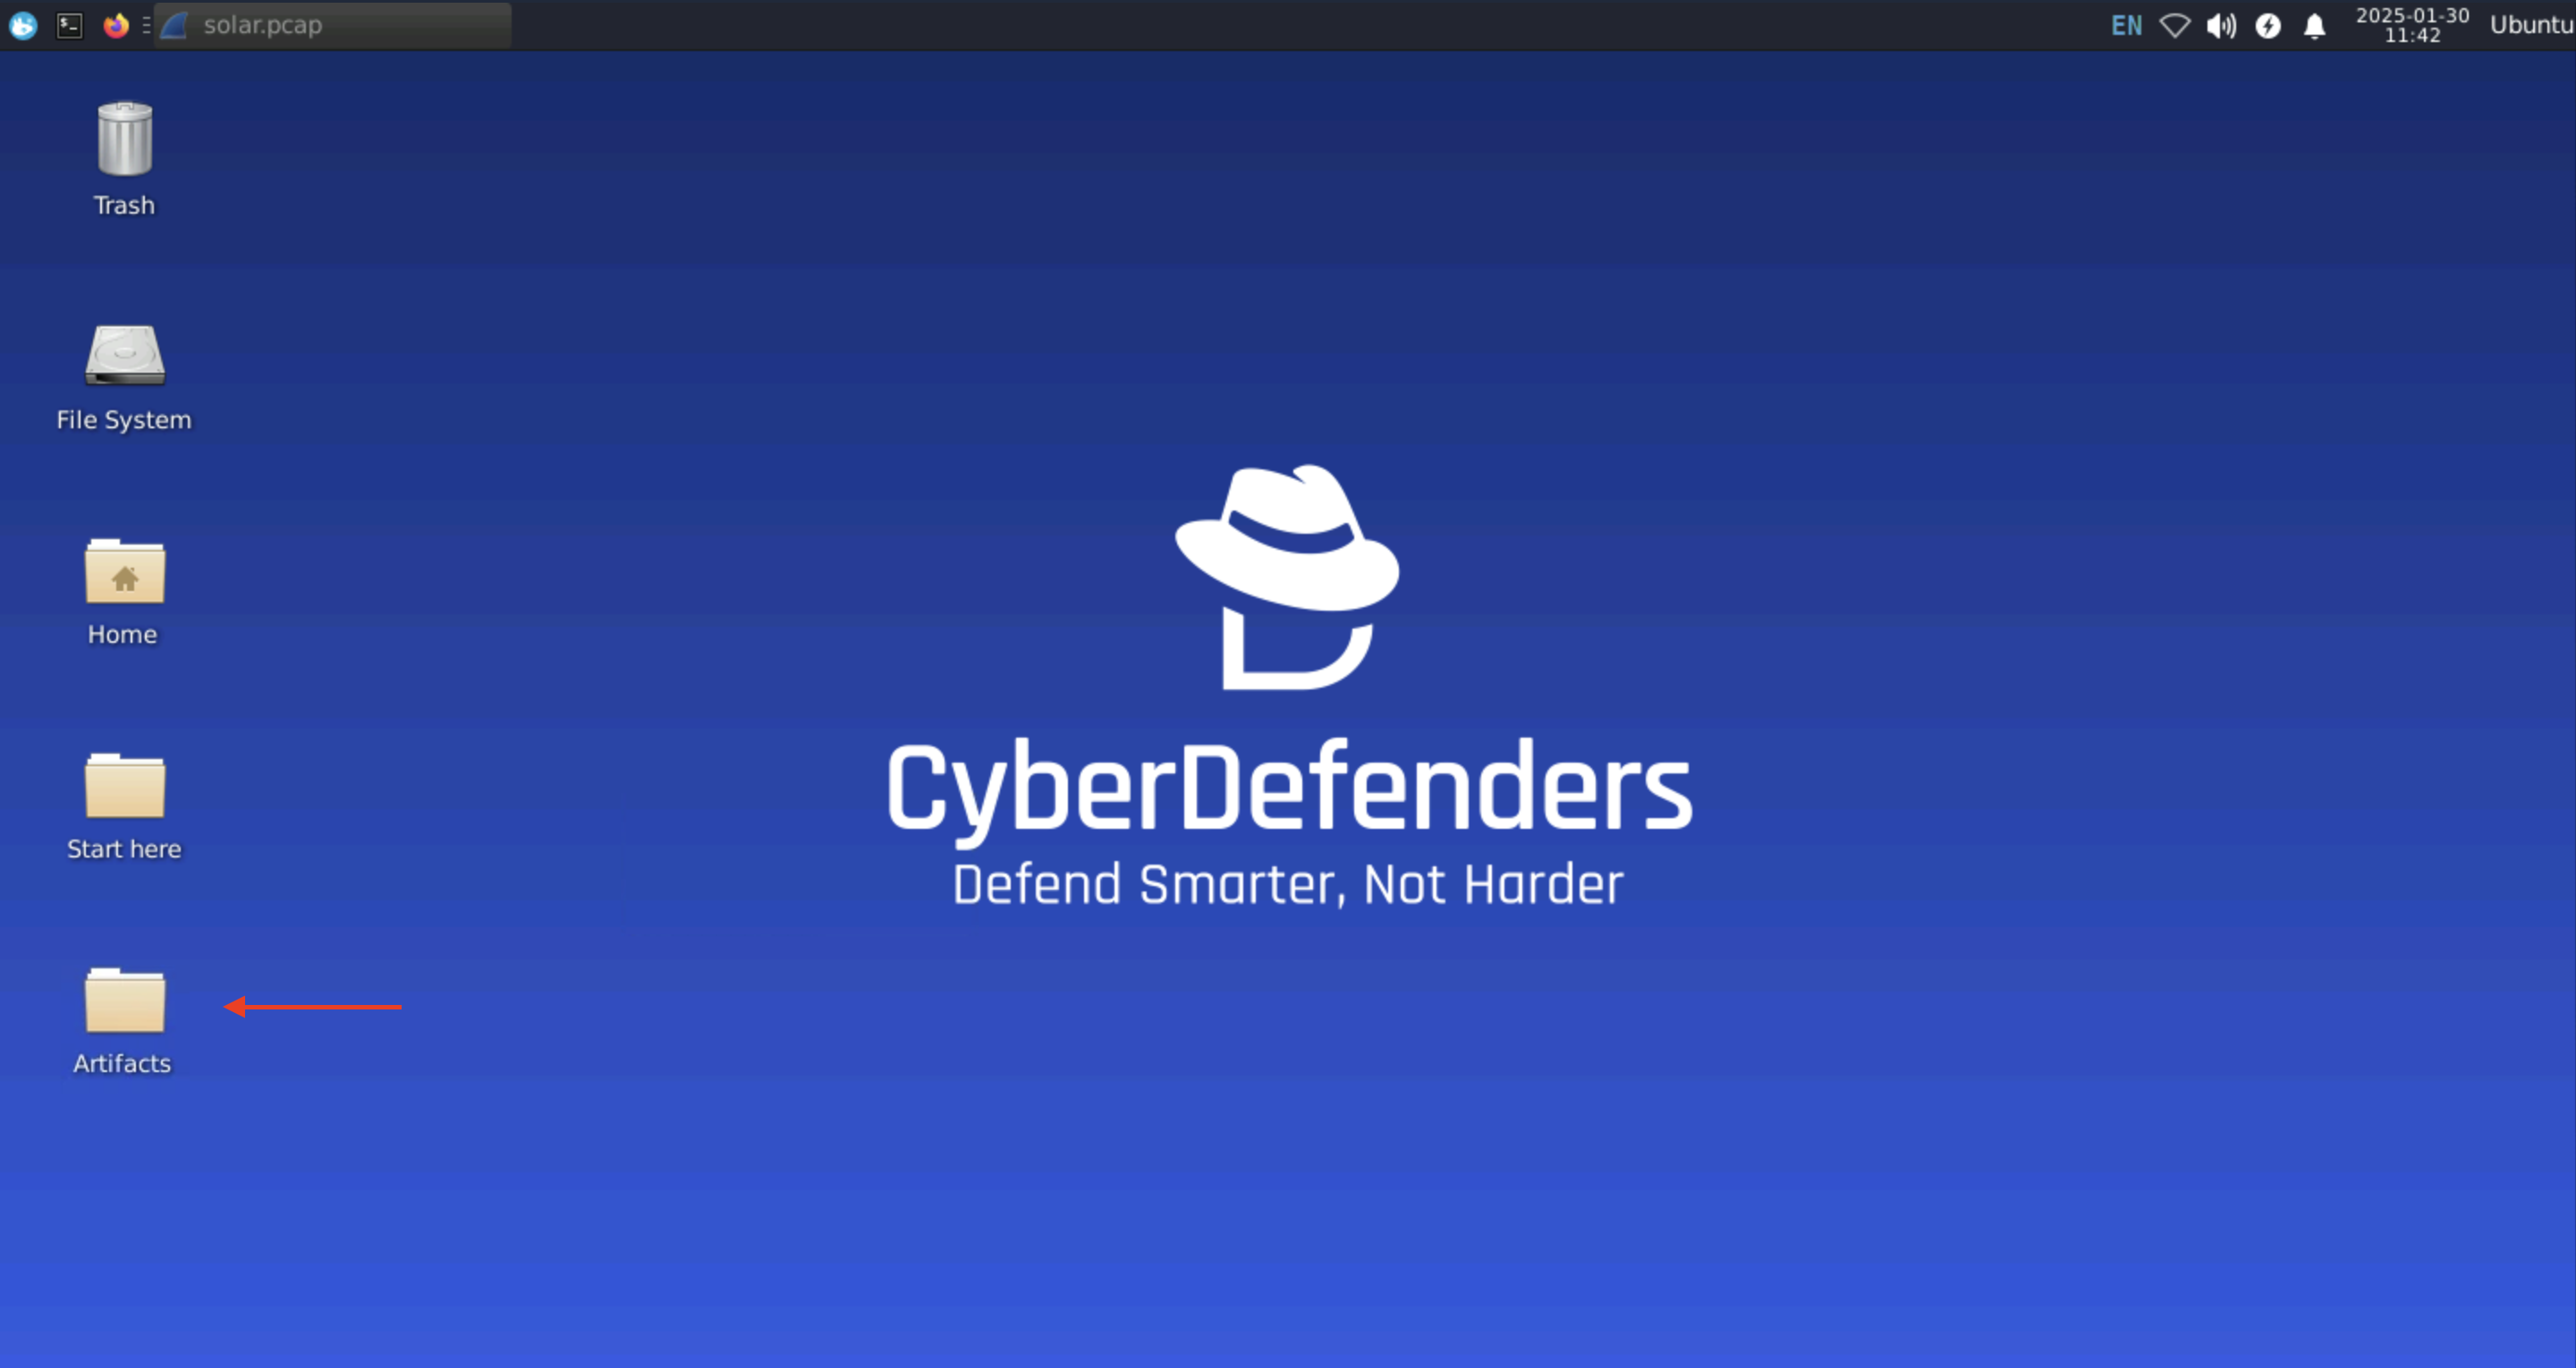 solar.pcap
EN
2025-01-30
11:42
Ubuntu
Trash
File System
Home
Start here
Artifacts
CyberDefenders
Defend Smarter, Not Harder